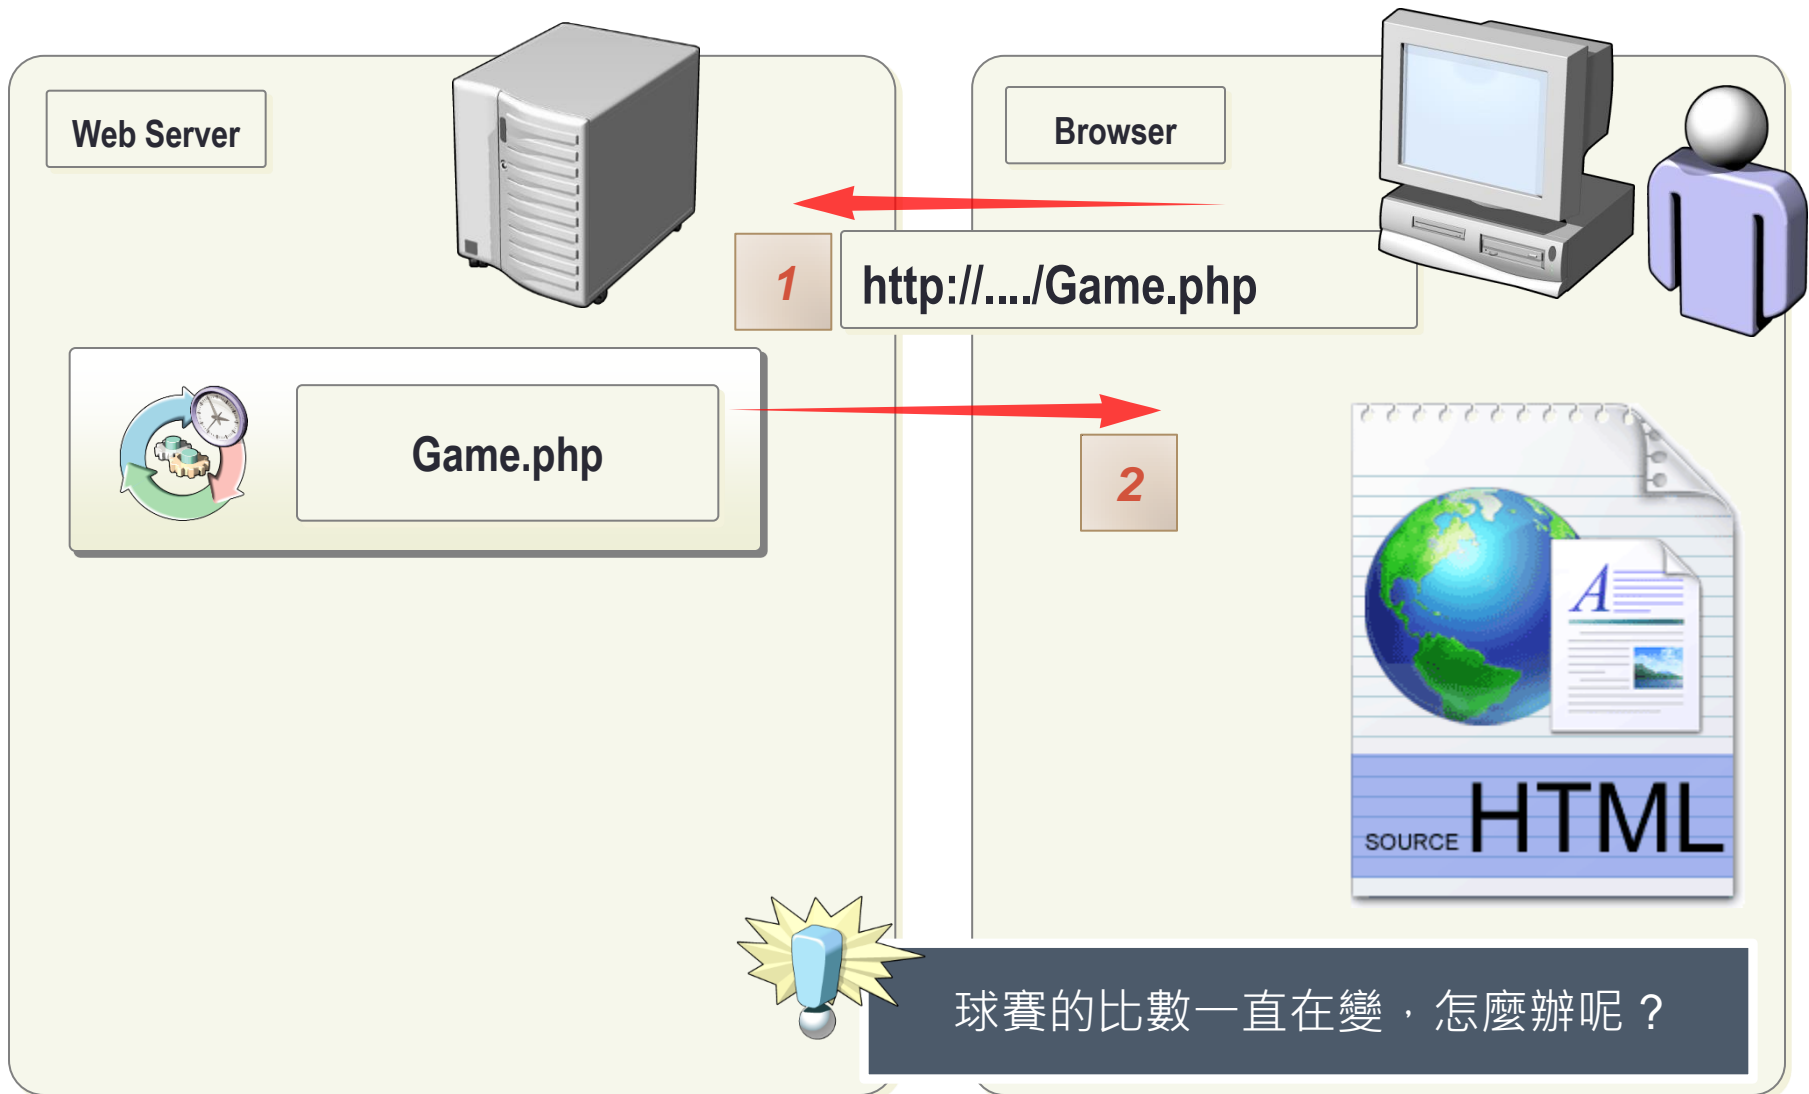 Web Server
Browser
1
http://..../Game.php
Game.php
2
A
SOURCE HTML
球賽的比數一直在變，怎麼辦呢？